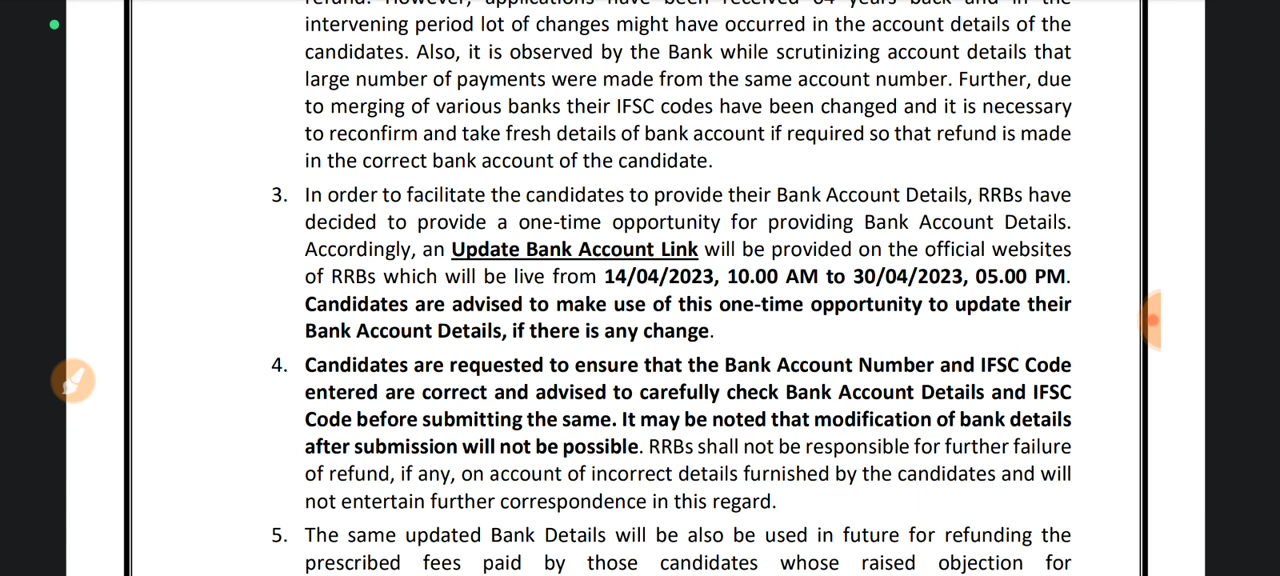 refund. However, applications have been received 04 years back and in the
intervening period lot of changes might have occurred in the account details of the
candidates. Also, it is observed by the Bank while scrutinizing account details that
large number of payments were made from the same account number. Further, due
to merging of various banks their IFSC codes have been changed and it is necessary
to reconfirm and take fresh details of bank account if required so that refund is made
in the correct bank account of the candidate.
3. In order to facilitate the candidates to provide their Bank Account Details, RRBs have
decided to provide a one-time opportunity for providing Bank Account Details.
Accordingly, an Update Bank Account Link will be provided on the official websites
of RRBs which will be live from 14/04/2023, 10.00 AM to 30/04/2023, 05.00 PM.
Candidates are advised to make use of this one-time opportunity to update their
Bank Account Details, if there is any change.
4. Candidates are requested to ensure that the Bank Account Number and IFSC Code
entered are correct and advised to carefully check Bank Account Details and IFSC
Code before submitting the same. It may be noted that modification of bank details
after submission will not be possible. RRBs shall not be responsible for further failure
of refund, if any, on account of incorrect details furnished by the candidates and will
not entertain further correspondence in this regard.
5. The same updated Bank Details will be also be used in future for refunding the
prescribed fees paid by those candidates whose raised objection for